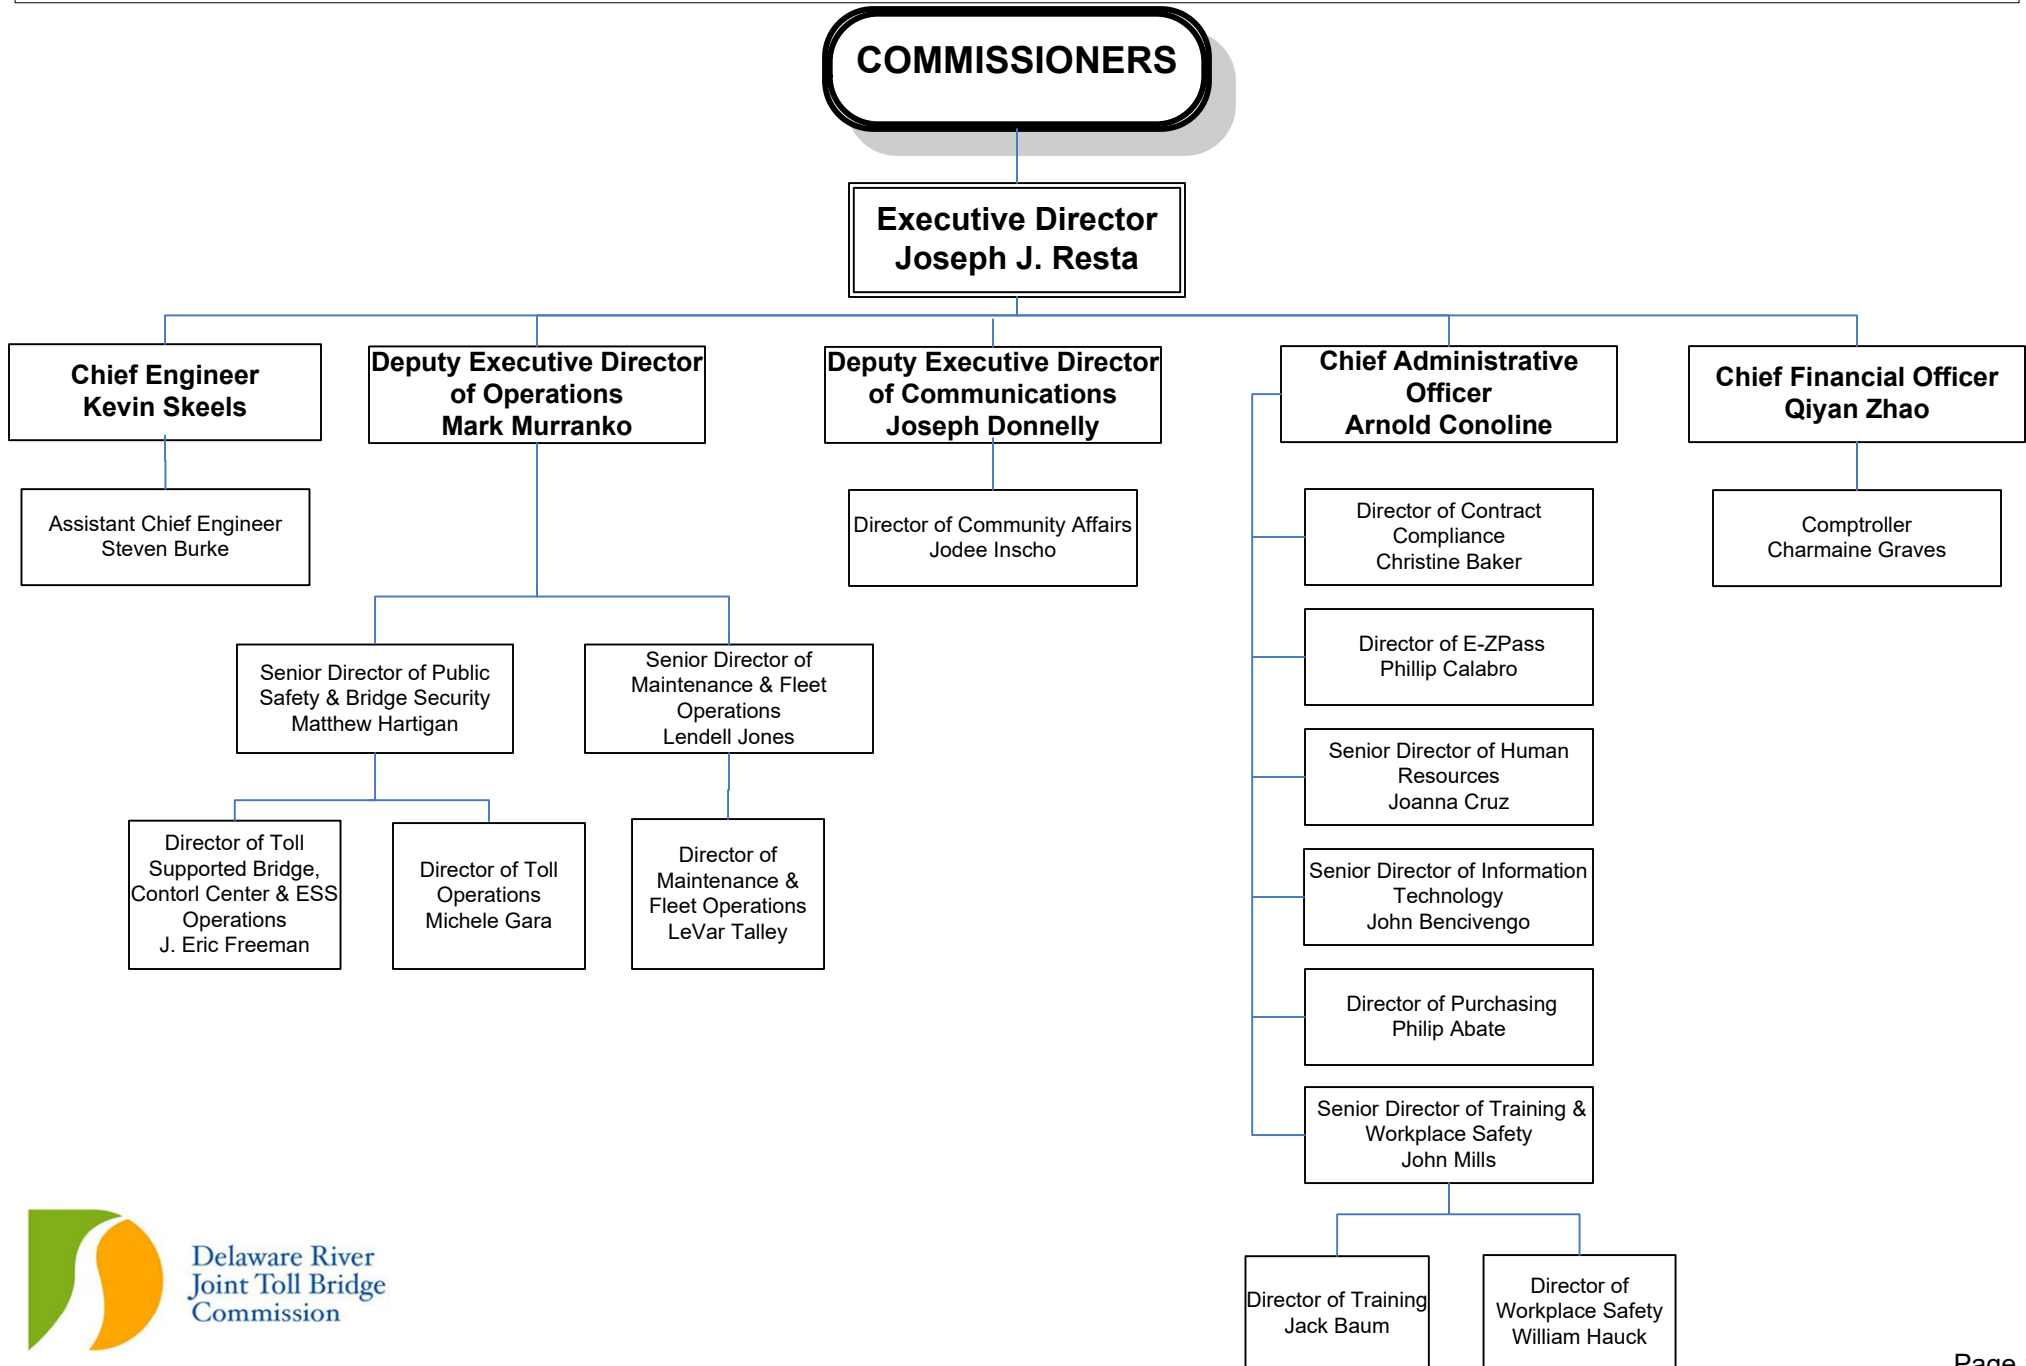 COMMISSIONERS
Executive Director
Joseph J. Resta
Chief Engineer
Kevin Skeels
Deputy Executive Director
of Operations
Mark Murranko
Deputy Executive Director
of Communications
Joseph Donnelly
Chief Administrative
Officer
Arnold Conoline
Chief Financial Officer
Qiyan Zhao
Assistant Chief Engineer
Steven Burke
Director of Community Affairs
Jodee Inscho
Director of Contract
Compliance
Christine Baker
Comptroller
Charmaine Graves
Director of E-ZPass
Phillip Calabro
Senior Director of Public
Safety & Bridge Security
Matthew Hartigan
Senior Director of
Maintenance & Fleet
Operations
Lendell Jones
Senior Director of Human
Resources
Joanna Cruz
Director of Toll
Supported Bridge,
Contorl Center & ESS
Operations
J. Eric Freeman
Director of Toll
Operations
Michele Gara
Director of
Maintenance &
Fleet Operations
LeVar Talley
Senior Director of Information
Technology
John Bencivengo
Director of Purchasing
Philip Abate
Senior Director of Training &
Workplace Safety
John Mills
Director of Training
Jack Baum
Director of
Workplace Safety
William Hauck
Delaware River
Joint Toll Bridge
Commission
Page